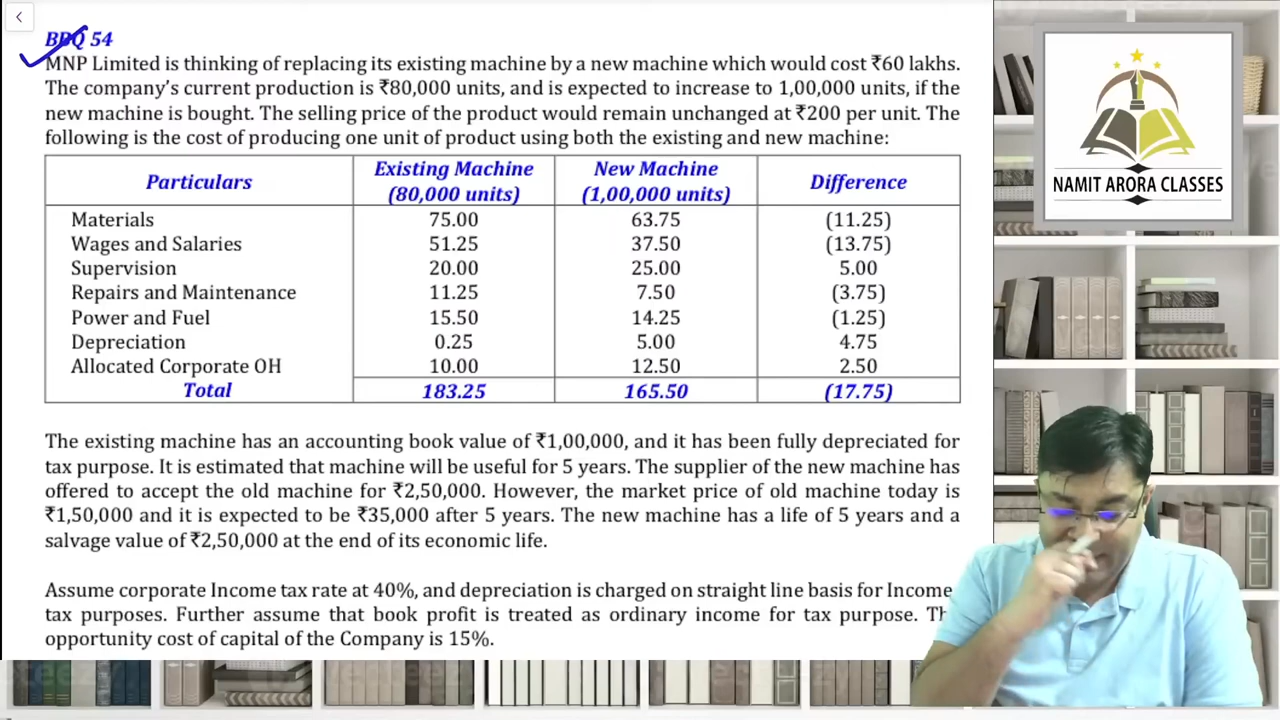 BBQ 54
MNP Limited is thinking of replacing its existing machine by a new machine which would cost ₹60 lakhs.
The company's current production is ₹80,000 units, and is expected to increase to 1,00,000 units, if the
new machine is bought. The selling price of the product would remain unchanged at ₹200 per unit. The
following is the cost of producing one unit of product using both the existing and new machine:
Particulars Existing Machine (80,000 units) New Machine (1,00,000 units) Difference
Materials 75.00 63.75 (11.25)
Wages and Salaries 51.25 37.50 (13.75)
Supervision 20.00 25.00 5.00
Repairs and Maintenance 11.25 7.50 (3.75)
Power and Fuel 15.50 14.25 (1.25)
Depreciation 0.25 5.00 4.75
Allocated Corporate OH 10.00 12.50 2.50
Total 183.25 165.50 (17.75)
The existing machine has an accounting book value of ₹1,00,000, and it has been fully depreciated for
tax purpose. It is estimated that machine will be useful for 5 years. The supplier of the new machine has
offered to accept the old machine for ₹2,50,000. However, the market price of old machine today is
₹1,50,000 and it is expected to be ₹35,000 after 5 years. The new machine has a life of 5 years and a
salvage value of ₹2,50,000 at the end of its economic life.
Assume corporate Income tax rate at 40%, and depreciation is charged on straight line basis for Income
tax purposes. Further assume that book profit is treated as ordinary income for tax purpose.
opportunity cost of capital of the Company is 15%.
NAMIT ARORA CLASSES